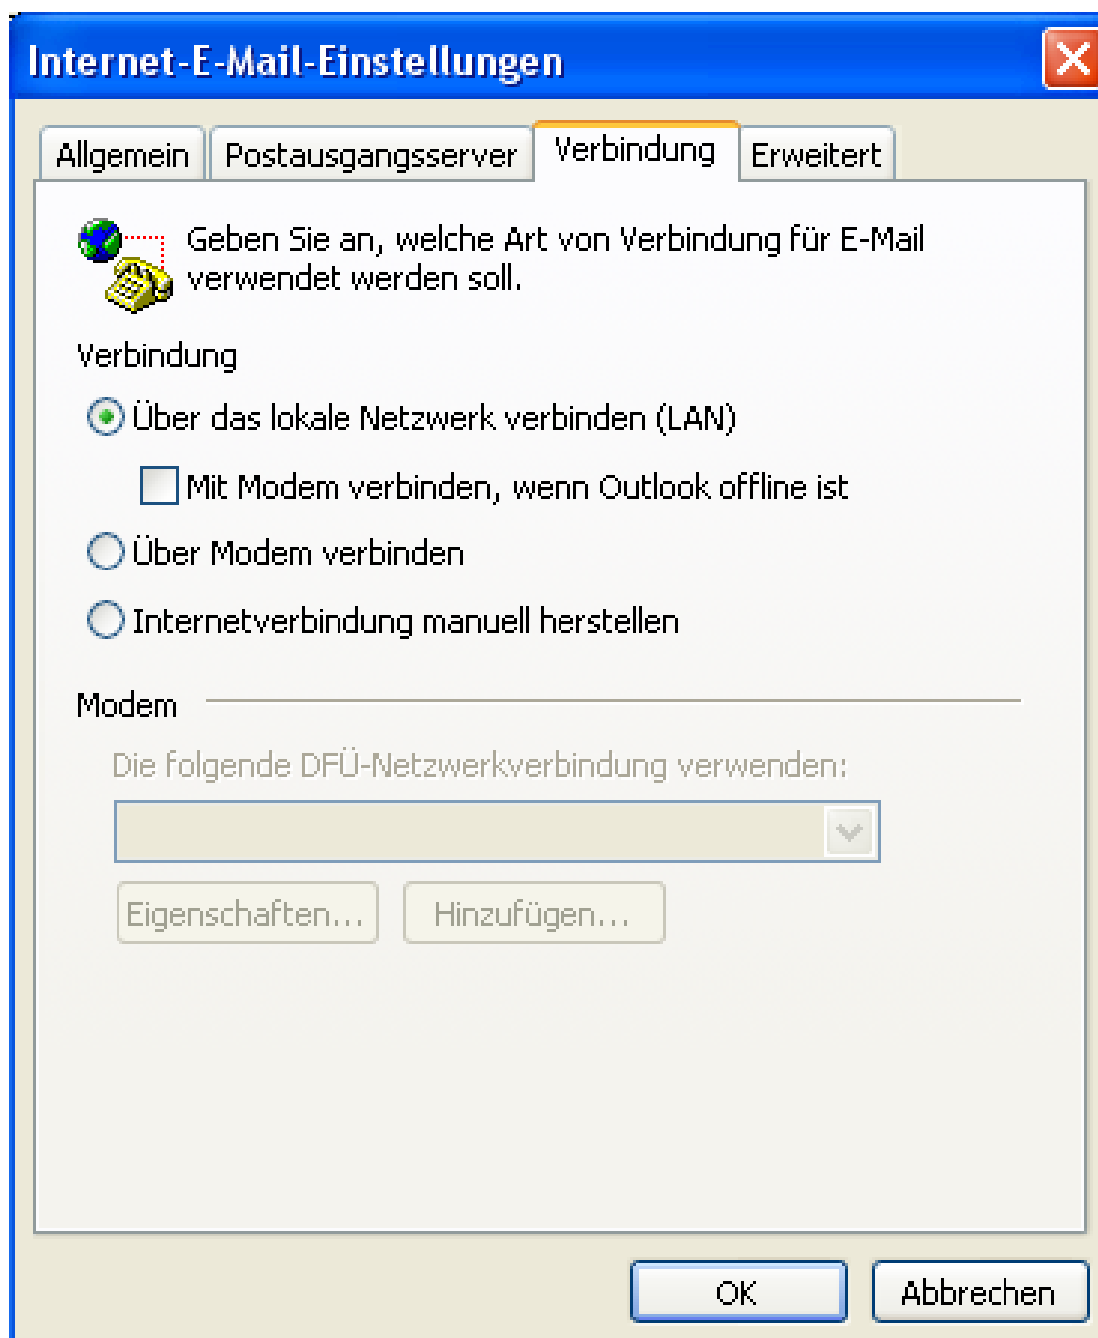 Internet-E-Mail-Einstellungen
Allgemein Postausgangsserver Verbindung Erweitert
Geben Sie an, welche Art von Verbindung für E-Mail
verwendet werden soll.
Verbindung
Über das lokale Netzwerk verbinden (LAN)
Mit Modem verbinden, wenn Outlook offline ist
Über Modem verbinden
Internetverbindung manuell herstellen
Modem
Die folgende DFÜ-Netzwerkverbindung verwenden:
Eigenschaften... Hinzufügen...
OK Abbrechen